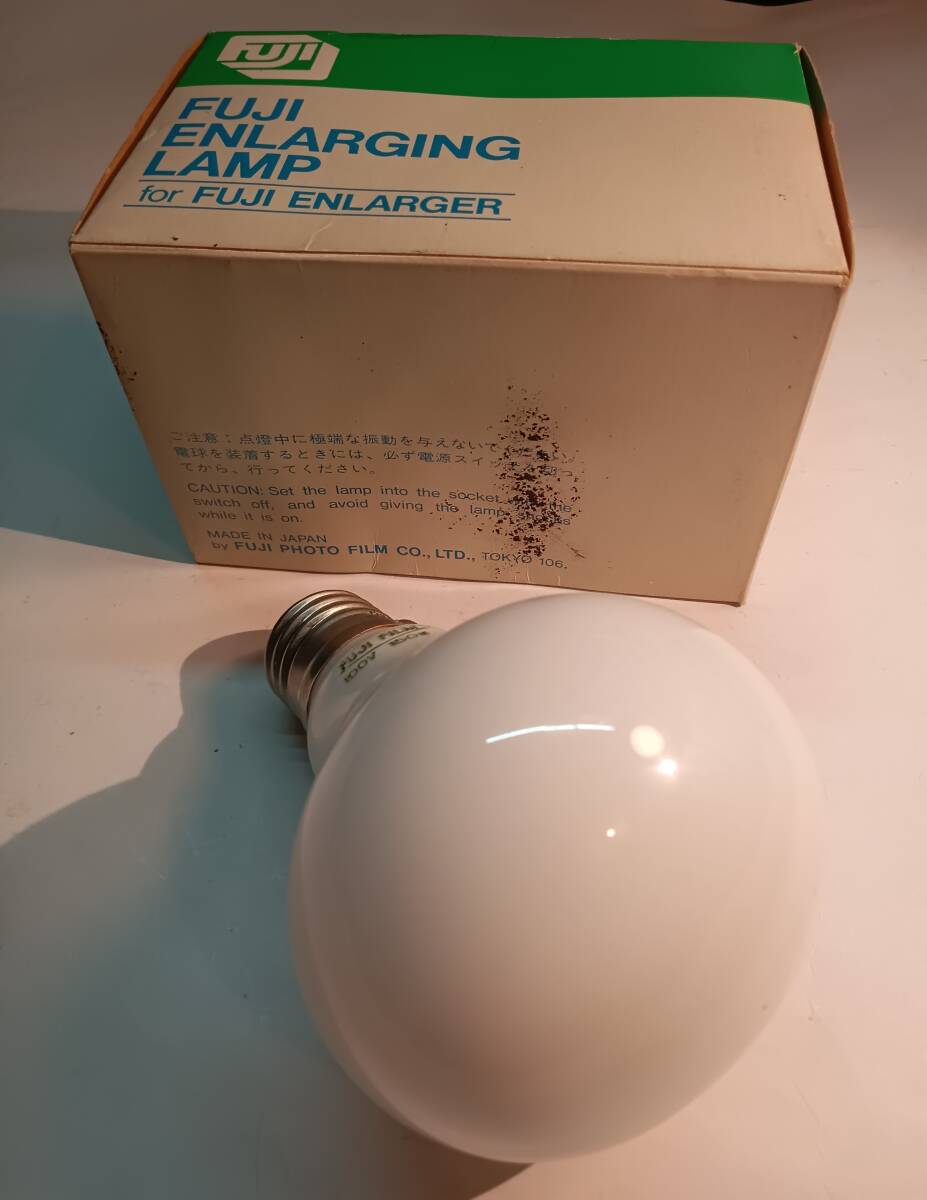 FUJI
FUJI
ENLARGING
LAMP
for FUJI ENLARGER
ご注意:点燈中に極端な振動を与えないで
電球を装着するときには、必ず電源スイッ
てから、行ってください。
CAUTION: Set the lamp into the socket
switch off, and avoid giving the lamp
while it is on.
MADE IN JAPAN
by FUJI PHOTO FILM CO., LTD., TOKYO 106.
FUJI
100V 150W